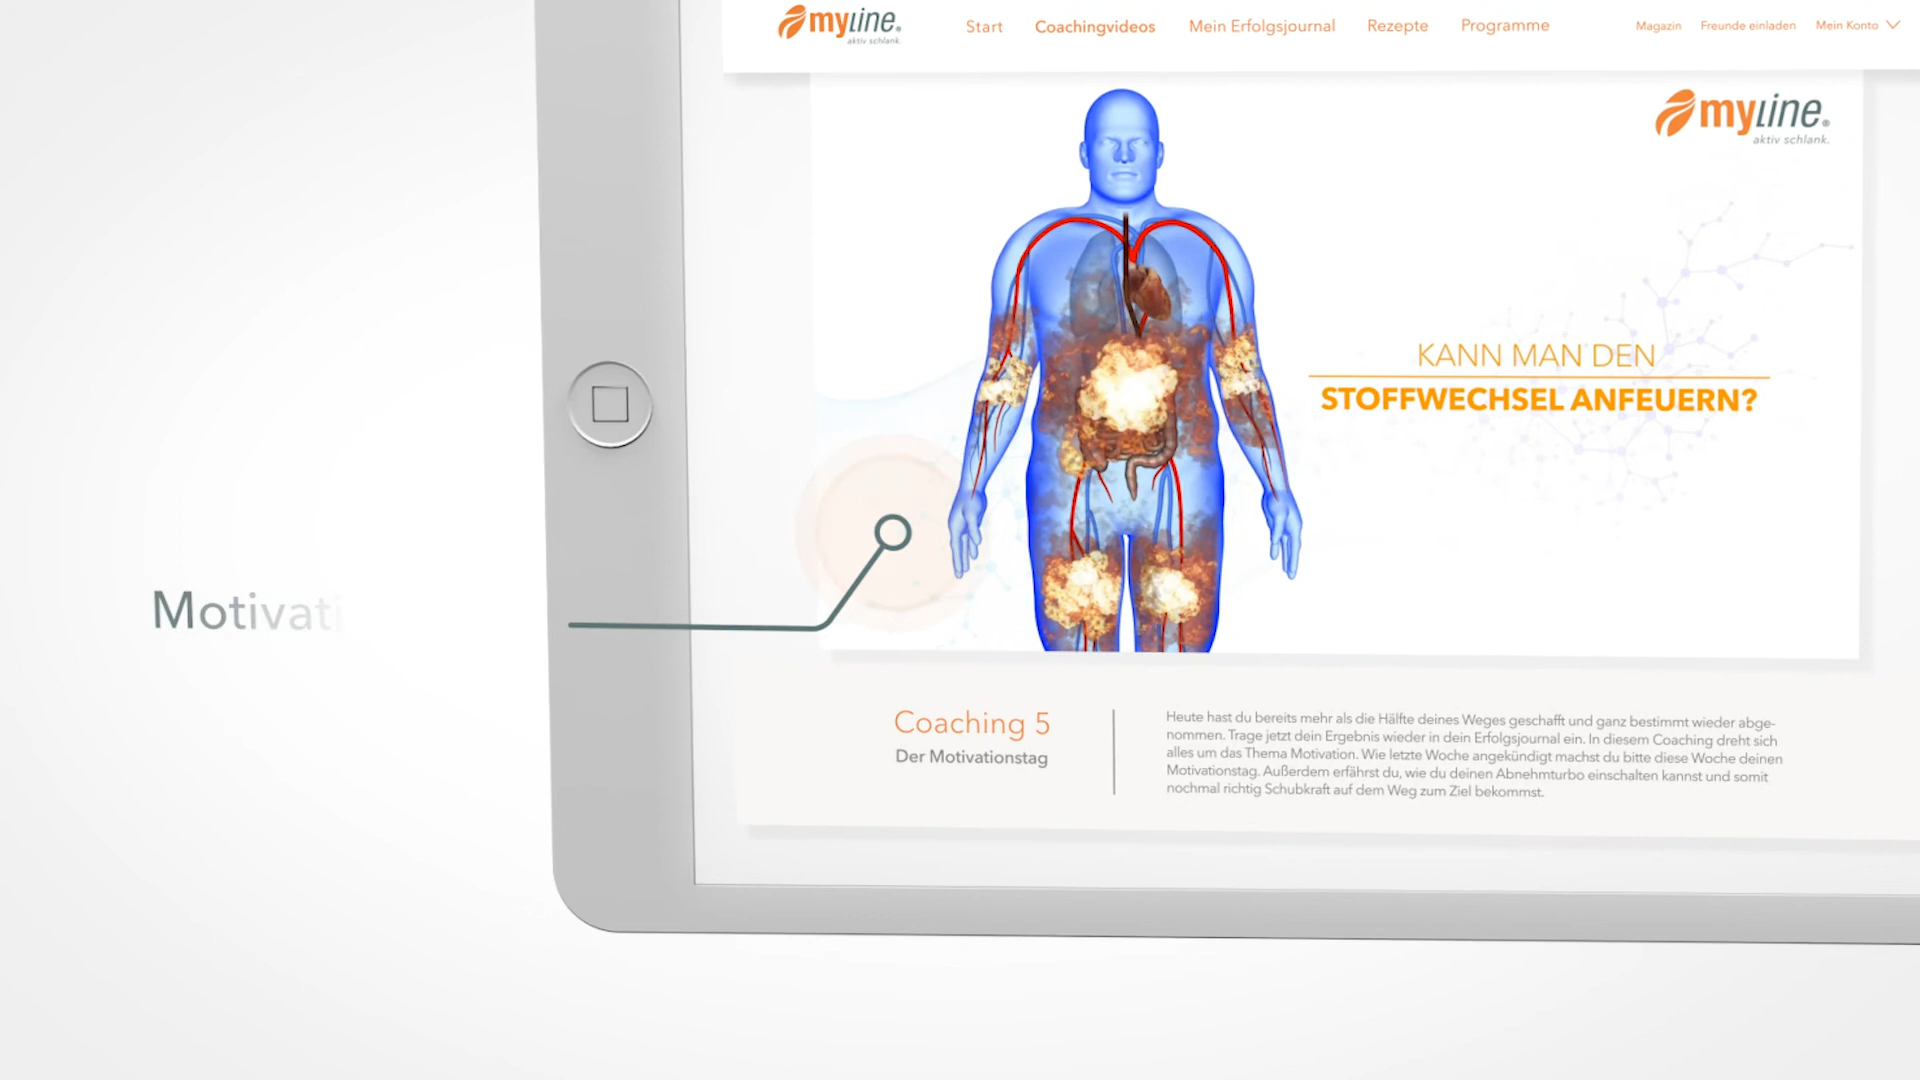 myline®
aktiv schlank.
Start Coachingvideos Mein Erfolgsjournal Rezepte Programme Magazin Freunde einladen Mein Konto
myline®
aktiv schlank.
KANN MAN DEN
STOFFWECHSEL ANFEUERN?
Motivati
Coaching 5
Der Motivationstag
Heute hast du bereits mehr als die Hälfte deines Weges geschafft und ganz bestimmt wieder abge-
nommen. Trage jetzt dein Ergebnis wieder in dein Erfolgsjournal ein. In diesem Coaching dreht sich
alles um das Thema Motivation. Wie letzte Woche angekündigt machst du bitte diese Woche deinen
Motivationstag. Außerdem erfährst du, wie du deinen Abnehmturbo einschalten kannst und somit
nochmal richtig Schubkraft auf dem Weg zum Ziel bekommst.